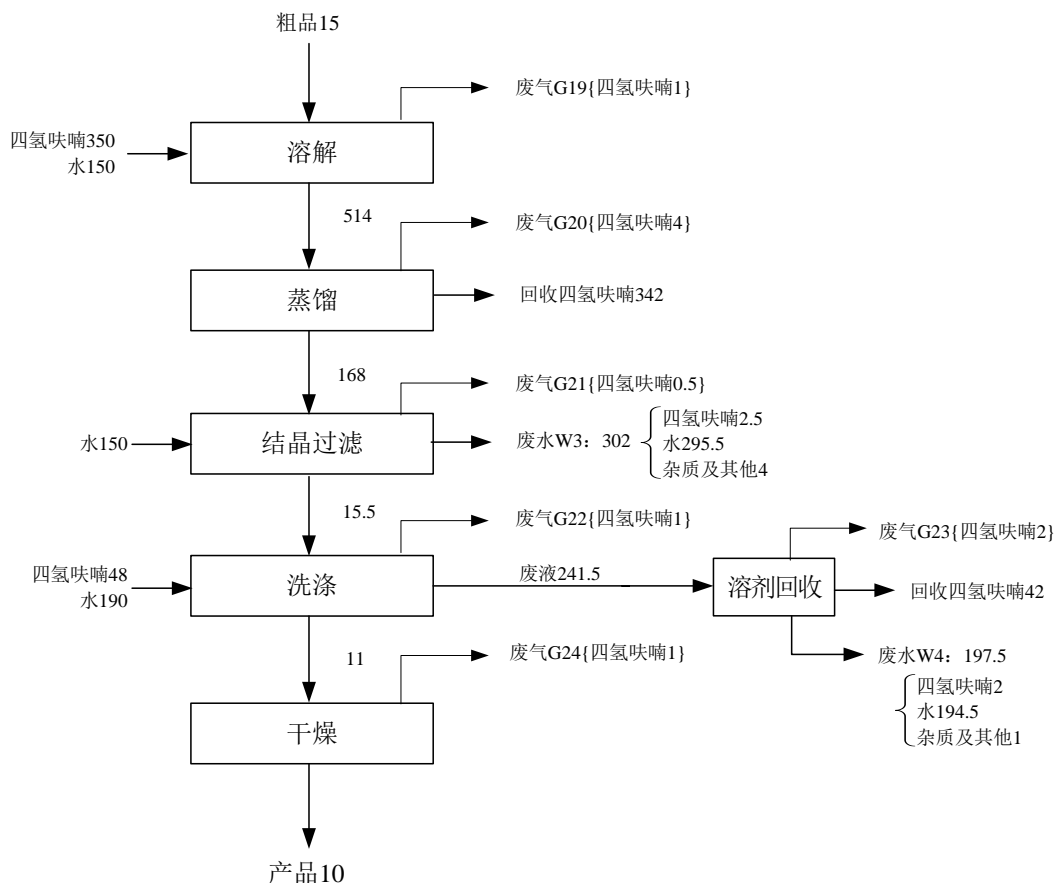 粗品15
废气G19{四氢呋喃1}
四氢呋喃350
水150
溶解
514
废气G20{四氢呋喃4}
蒸馏
回收四氢呋喃342
168
废气G21{四氢呋喃0.5}
水150
结晶过滤
废水W3：302
四氢呋喃2.5
水295.5
杂质及其他4
15.5
废气G22{四氢呋喃1}
废气G23{四氢呋喃2}
四氢呋喃48
水190
洗涤
废液241.5
溶剂回收
回收四氢呋喃42
11
废气G24{四氢呋喃1}
废水W4：197.5
四氢呋喃2
水194.5
杂质及其他1
干燥
产品10